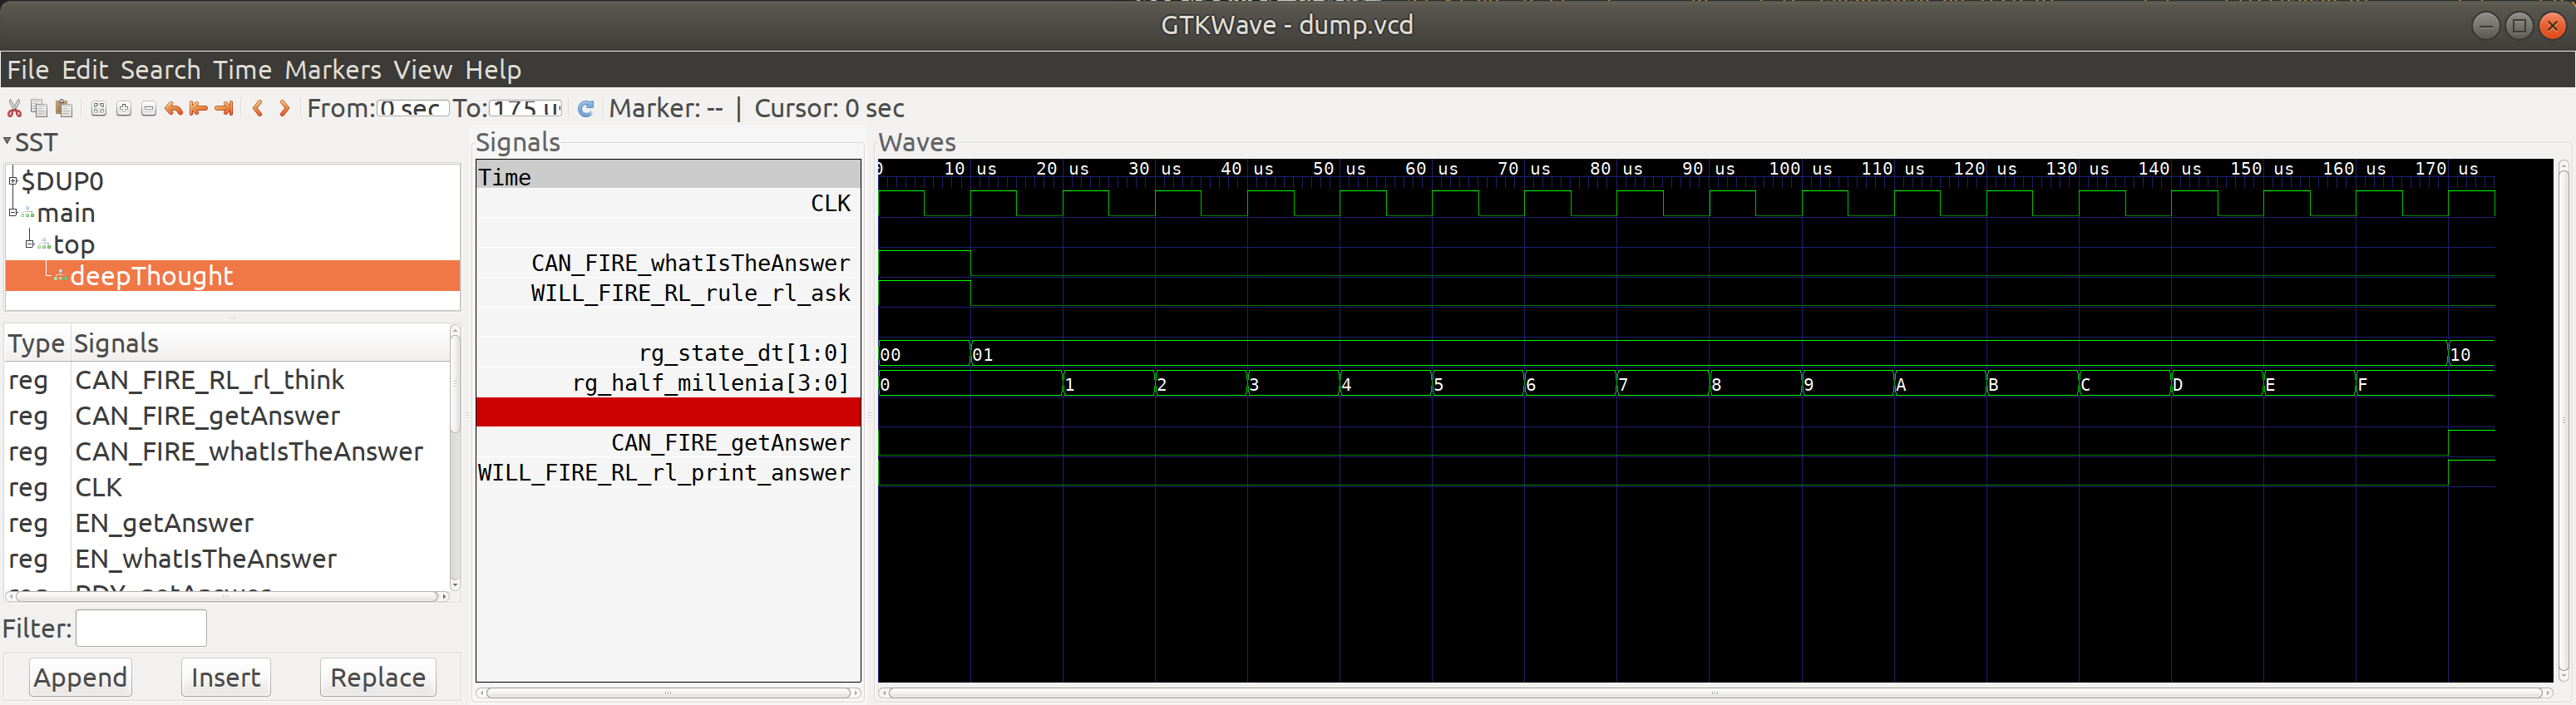 GTKWave - dump.vcd
File Edit Search Time Markers View Help
From: 0 sec To: 175 u Marker: -- | Cursor: 0 sec
SST
$DUP0
main
top
deepThought
Type Signals
reg CAN_FIRE_RL_rl_think
reg CAN_FIRE_getAnswer
reg CAN_FIRE_whatIsTheAnswer
reg CLK
reg EN_getAnswer
reg EN_whatIsTheAnswer
reg RDY_getAnswer
Filter:
Append Insert Replace
Signals
Time
CLK
CAN_FIRE_whatIsTheAnswer
WILL_FIRE_RL_rule_rl_ask
rg_state_dt[1:0]
rg_half_millenia[3:0]
CAN_FIRE_getAnswer
WILL_FIRE_RL_rl_print_answer
Waves
0 10 us 20 us 30 us 40 us 50 us 60 us 70 us 80 us 90 us 100 us 110 us 120 us 130 us 140 us 150 us 160 us 170 us
00 01 10
0 1 2 3 4 5 6 7 8 9 A B C D E F